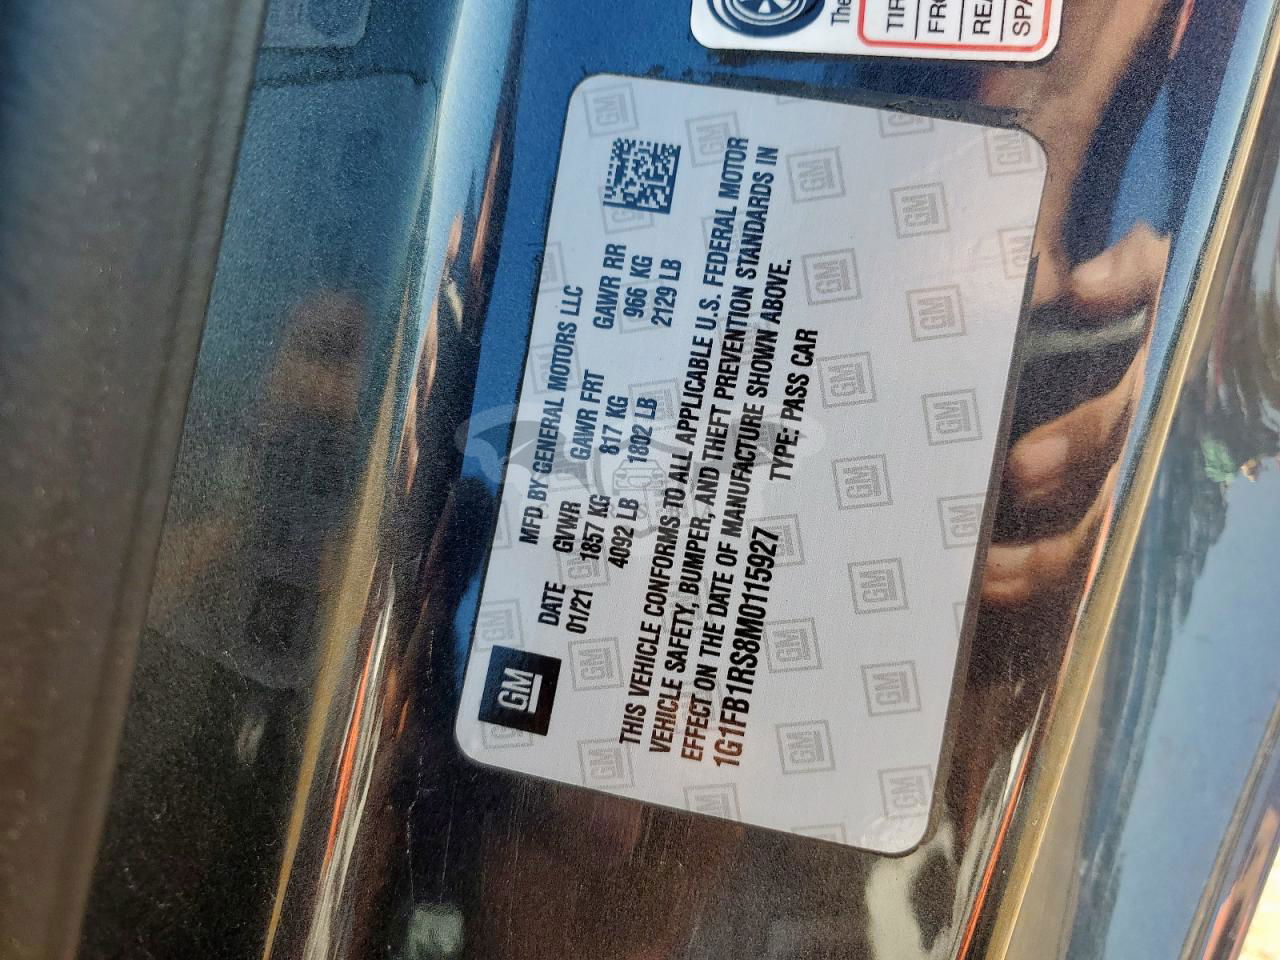 The
TIR
FRO
REA
SPA
GM
MFD BY GENERAL MOTORS LLC
DATE GVWR GAWR FRT GAWR RR
01/21 1857 KG 817 KG 966 KG
4092 LB 1802 LB 2129 LB
THIS VEHICLE CONFORMS TO ALL APPLICABLE U.S. FEDERAL MOTOR
VEHICLE SAFETY, BUMPER, AND THEFT PREVENTION STANDARDS IN
EFFECT ON THE DATE OF MANUFACTURE SHOWN ABOVE.
1G1FB1RS8M0115927 TYPE: PASS CAR